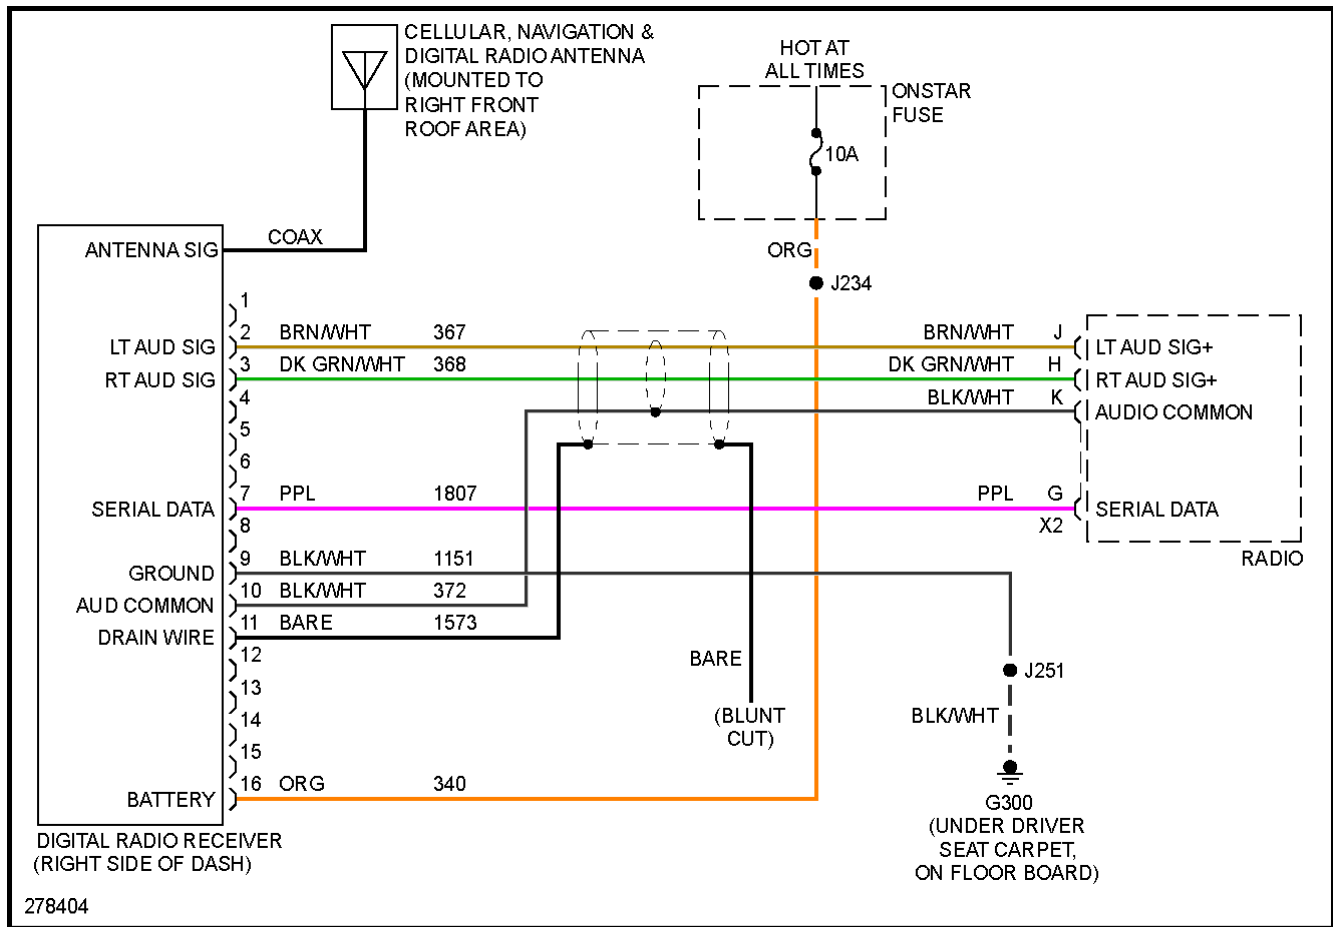 CELLULAR, NAVIGATION &
DIGITAL RADIO ANTENNA
(MOUNTED TO
RIGHT FRONT
ROOF AREA)
HOT AT
ALL TIMES
ONSTAR
FUSE
10A
ORG
J234
ANTENNA SIG
COAX
1
LT AUD SIG
2
BRN/WHT
367
BRN/WHT
J
LT AUD SIG+
RT AUD SIG
3
DK GRN/WHT
368
DK GRN/WHT
H
RT AUD SIG+
4
BLK/WHT
K
AUDIO COMMON
5
6
SERIAL DATA
7
PPL
1807
PPL
G
SERIAL DATA
8
X2
RADIO
GROUND
9
BLK/WHT
1151
AUD COMMON
10
BLK/WHT
372
DRAIN WIRE
11
BARE
1573
12
BARE
J251
13
14
(BLUNT
CUT)
BLK/WHT
15
BATTERY
16
ORG
340
G300
(UNDER DRIVER
SEAT CARPET,
ON FLOOR BOARD)
DIGITAL RADIO RECEIVER
(RIGHT SIDE OF DASH)
278404